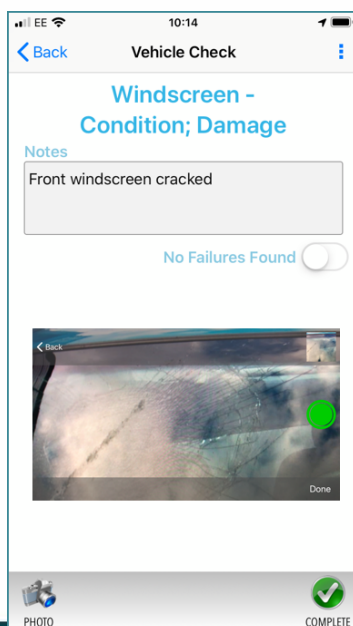 EE 10:14
Back Vehicle Check
Windscreen -
Condition; Damage
Notes
Front windscreen cracked
No Failures Found
Back
Done
PHOTO COMPLETE